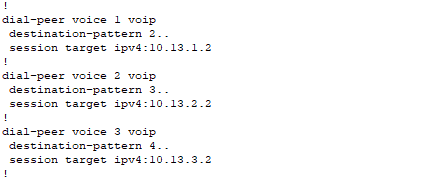 !
dial-peer voice 1 voip
 destination-pattern 2..
 session target ipv4:10.13.1.2
!
dial-peer voice 2 voip
 destination-pattern 3..
 session target ipv4:10.13.2.2
!
dial-peer voice 3 voip
 destination-pattern 4..
 session target ipv4:10.13.3.2
!